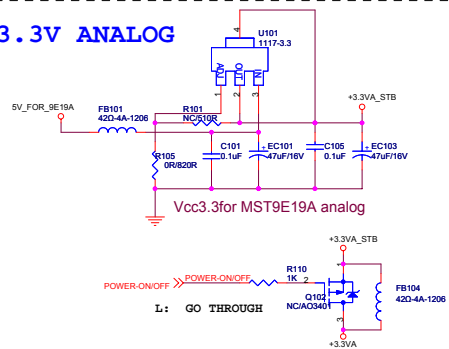 3.3V ANALOG
U101
1117-3.3
4
ADJ
OUT
IN
1
2
3
5V_FOR_9E19A
FB101
42Ω-4A-1206
R101
NC/510R
+3.3VA_STB
R105
0R/820R
C101
0.1uF
EC101
47uF/16V
C105
0.1uF
EC103
47uF/16V
Vcc3.3for MST9E19A analog
+3.3VA_STB
POWER-ON/OFF
POWER-ON/OFF
R110
1K
2
1
Q102
NC/AO3401
3
FB104
42Ω-4A-1206
L: GO THROUGH
+3.3VA